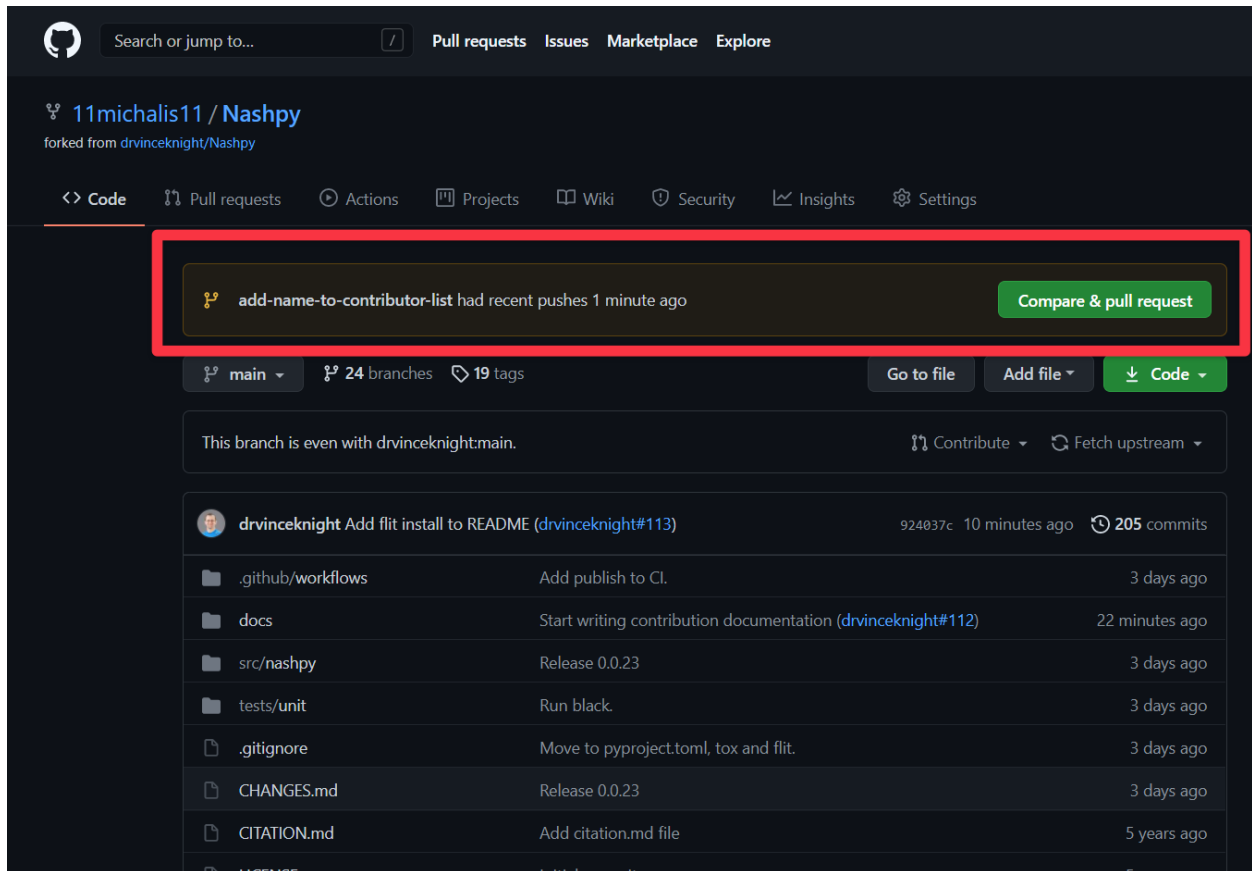 Search or jump to... / Pull requests Issues Marketplace Explore
11michalis11 / Nashpy
forked from drvinceknight/Nashpy
<> Code Pull requests Actions Projects Wiki Security Insights Settings
add-name-to-contributor-list had recent pushes 1 minute ago Compare & pull request
main 24 branches 19 tags Go to file Add file Code
This branch is even with drvinceknight:main. Contribute Fetch upstream
drvinceknight Add flit install to README (drvinceknight#113) 924037c 10 minutes ago 205 commits
.github/workflows Add publish to CI. 3 days ago
docs Start writing contribution documentation (drvinceknight#112) 22 minutes ago
src/nashpy Release 0.0.23 3 days ago
tests/unit Run black. 3 days ago
.gitignore Move to pyproject.toml, tox and flit. 3 days ago
CHANGES.md Release 0.0.23 3 days ago
CITATION.md Add citation.md file 5 years ago